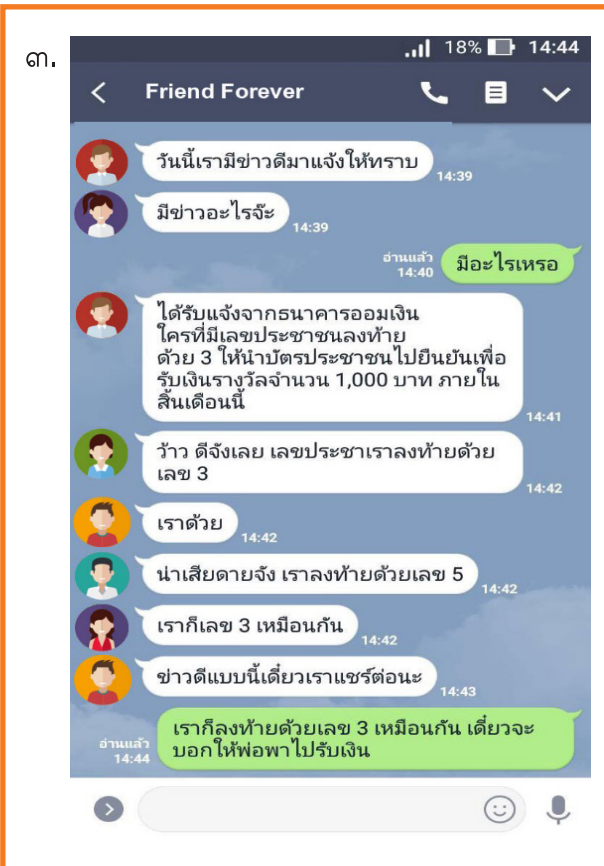 ๓.
18% 14:44
Friend Forever
วันนี้เรามีข่าวดีมาแจ้งให้ทราบ
14:39
มีข่าวอะไรจ๊ะ
14:39
อ่านแล้ว
14:40
มีอะไรเหรอ
ได้รับแจ้งจากธนาคารออมเงิน
ใครที่มีเลขประชาชนลงท้าย
ด้วย 3 ให้นำบัตรประชาชนไปยืนยันเพื่อ
รับเงินรางวัลจำนวน 1,000 บาท ภายใน
สิ้นเดือนนี้
14:41
ว้าว ดีจังเลย เลขประชาเราลงท้ายด้วย
เลข 3
14:42
เราด้วย
14:42
น่าเสียดายจัง เราลงท้ายด้วยเลข 5
14:42
เราก็เลข 3 เหมือนกัน
14:42
ข่าวดีแบบนี้เดี๋ยวเราแชร์ต่อนะ
14:43
เราก็ลงท้ายด้วยเลข 3 เหมือนกัน เดี๋ยวจะ
บอกให้พ่อพาไปรับเงิน
อ่านแล้ว
14:44